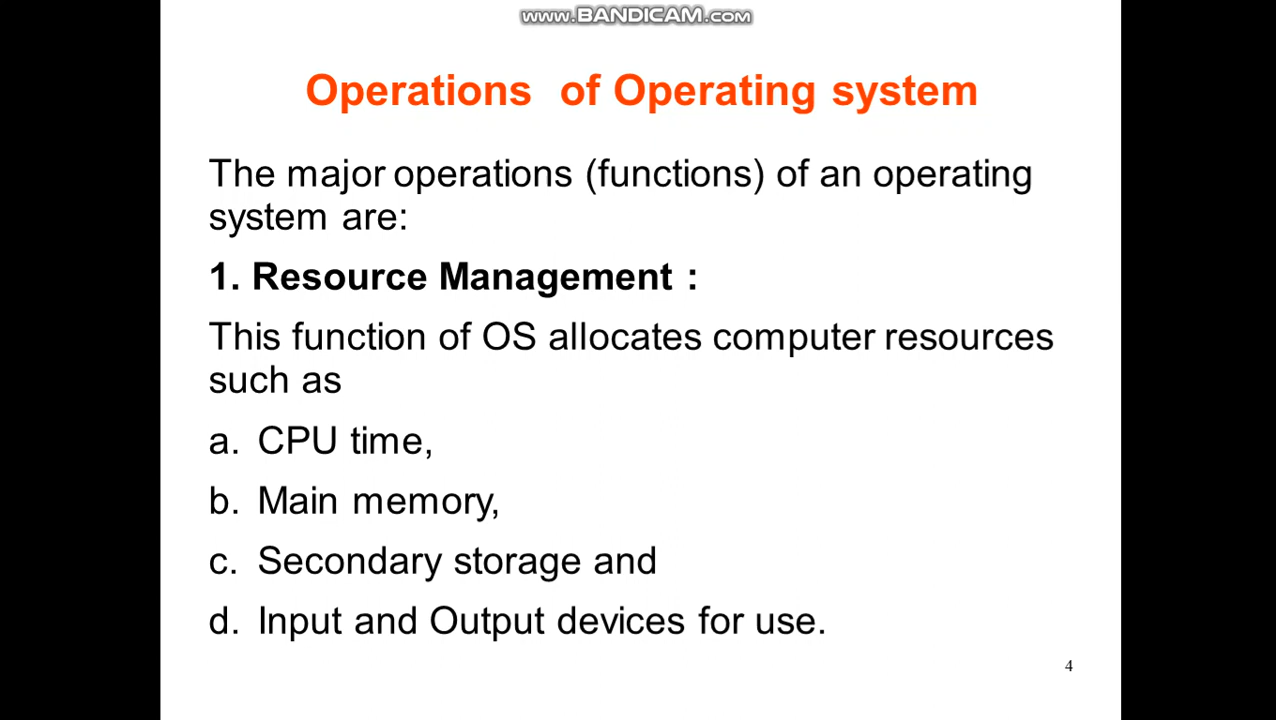 www.BANDICAM.com
Operations of Operating system
The major operations (functions) of an operating
system are:
1. Resource Management :
This function of OS allocates computer resources
such as
a. CPU time,
b. Main memory,
c. Secondary storage and
d. Input and Output devices for use.
4